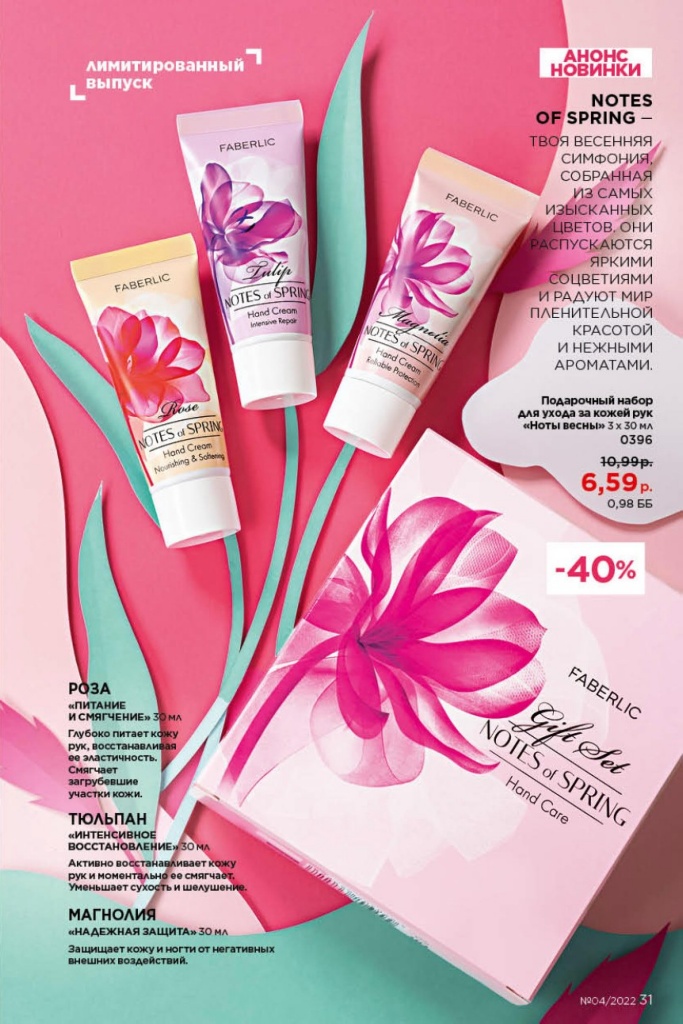 лимитированный
выпуск
АНОНС
НОВИНКИ
NOTES
OF SPRING –
ТВОЯ ВЕСЕННЯЯ
СИМФОНИЯ,
СОБРАННАЯ
ИЗ САМЫХ
ИЗЫСКАННЫХ
ЦВЕТОВ. ОНИ
РАСПУСКАЮТСЯ
ЯРКИМИ
СОЦВЕТИЯМИ
И РАДУЮТ МИР
ПЛЕНИТЕЛЬНОЙ
КРАСОТОЙ
И НЕЖНЫМИ
АРОМАТАМИ.
Подарочный набор
для ухода за кожей рук
«Ноты весны» 3 х 30 мл
0396
10,99 р.
6,59 р.
0,98 ББ
-40%
FABERLIC
Tulip
NOTES of SPRING
Hand Cream
Intensive Repair
FABERLIC
Magnolia
NOTES of SPRING
Hand Cream
Reliable Protection
FABERLIC
Rose
NOTES of SPRING
Hand Cream
Nourishing & Softening
FABERLIC
Gift Set
NOTES of SPRING
Hand Care
РОЗА
«ПИТАНИЕ
И СМЯГЧЕНИЕ» 30 мл
Глубоко питает кожу
рук, восстанавливая
ее эластичность.
Смягчает
загрубевшие
участки кожи.
ТЮЛЬПАН
«ИНТЕНСИВНОЕ
ВОССТАНОВЛЕНИЕ» 30 мл
Активно восстанавливает кожу
рук и моментально ее смягчает.
Уменьшает сухость и шелушение.
МАГНОЛИЯ
«НАДЕЖНАЯ ЗАЩИТА» 30 мл
Защищает кожу и ногти от негативных
внешних воздействий.
№04/2022 31